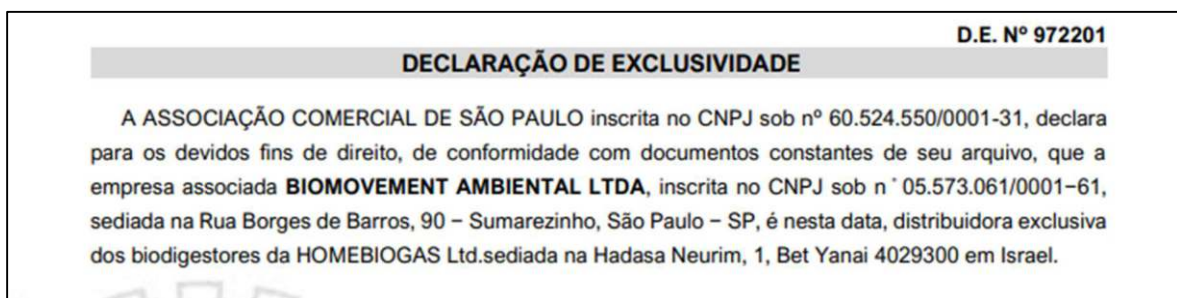 D.E. Nº 972201
DECLARAÇÃO DE EXCLUSIVIDADE
A ASSOCIAÇÃO COMERCIAL DE SÃO PAULO inscrita no CNPJ sob nº 60.524.550/0001-31, declara
para os devidos fins de direito, de conformidade com documentos constantes de seu arquivo, que a
empresa associada BIOMOVEMENT AMBIENTAL LTDA, inscrita no CNPJ sob n ° 05.573.061/0001−61,
sediada na Rua Borges de Barros, 90 − Sumarezinho, São Paulo − SP, é nesta data, distribuidora exclusiva
dos biodigestores da HOMEBIOGAS Ltd.sediada na Hadasa Neurim, 1, Bet Yanai 4029300 em Israel.